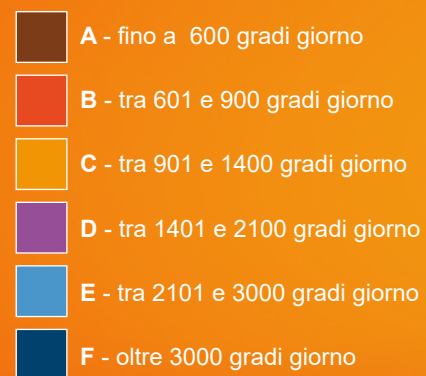 A - fino a 600 gradi giorno
B - tra 601 e 900 gradi giorno
C - tra 901 e 1400 gradi giorno
D - tra 1401 e 2100 gradi giorno
E - tra 2101 e 3000 gradi giorno
F - oltre 3000 gradi giorno